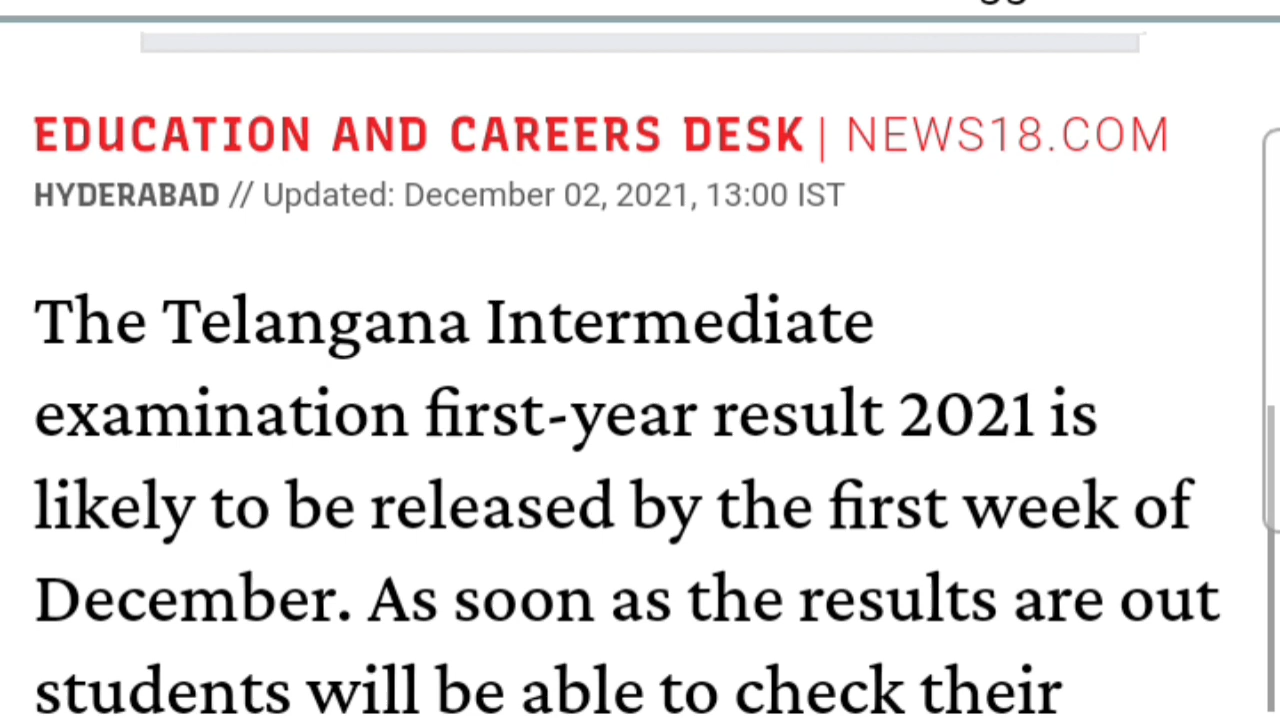 EDUCATION AND CAREERS DESK | NEWS18.COM
HYDERABAD // Updated: December 02, 2021, 13:00 IST
The Telangana Intermediate
examination first-year result 2021 is
likely to be released by the first week of
December. As soon as the results are out
students will be able to check their